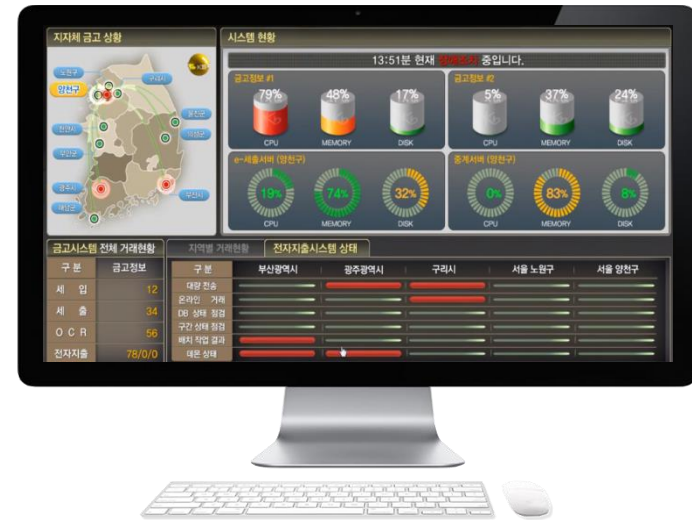 지자체 금고 상황
노원구
구리시
양천구
천안시
광주시
해남군
부산시
시스템 현황
13:51분 현재 장애조치 중입니다.
금고정보 #1
79%
48%
17%
CPU
MEMORY
DISK
금고정보 #2
5%
37%
24%
CPU
MEMORY
DISK
e-세출서버 (양천구)
19%
74%
32%
CPU
MEMORY
DISK
중계서버 (양천구)
0%
83%
8%
CPU
MEMORY
DISK
금고시스템 전체 거래현황
구 분 금고정보
세 입 12
세 출 34
O C R 56
전자지출 78/0/0
지역별 거래현황
전자지출시스템 상태
구 분 부산광역시 광주광역시 구리시 서울 노원구 서울 양천구
대량 전송
온라인 거래
DB 상태 점검
구간 상태 점검
배치 작업 결과
데몬 상태